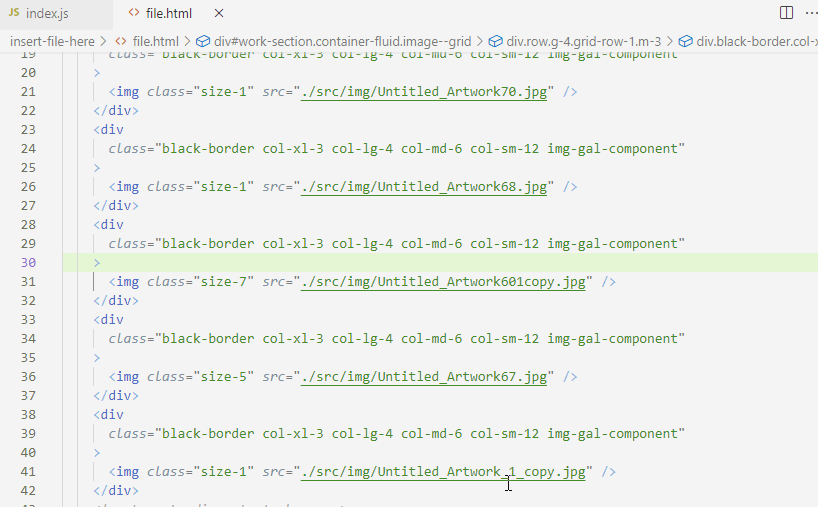 JS index.js <> file.html ×
insert-file-here > <> file.html > div#work-section.container-fluid.image--grid > div.row.g-4.grid-row-1.m-3 > div.black-border.col-x
19 class="black-border col-xl-3 col-lg-4 col-md-6 col-sm-12 img-gal-component"
20 >
21 <img class="size-1" src="./src/img/Untitled_Artwork70.jpg" />
22 </div>
23 <div
24 class="black-border col-xl-3 col-lg-4 col-md-6 col-sm-12 img-gal-component"
25 >
26 <img class="size-1" src="./src/img/Untitled_Artwork68.jpg" />
27 </div>
28 <div
29 class="black-border col-xl-3 col-lg-4 col-md-6 col-sm-12 img-gal-component"
30 >
31 <img class="size-7" src="./src/img/Untitled_Artwork601copy.jpg" />
32 </div>
33 <div
34 class="black-border col-xl-3 col-lg-4 col-md-6 col-sm-12 img-gal-component"
35 >
36 <img class="size-5" src="./src/img/Untitled_Artwork67.jpg" />
37 </div>
38 <div
39 class="black-border col-xl-3 col-lg-4 col-md-6 col-sm-12 img-gal-component"
40 >
41 <img class="size-1" src="./src/img/Untitled_Artwork_1_copy.jpg" />
42 </div>